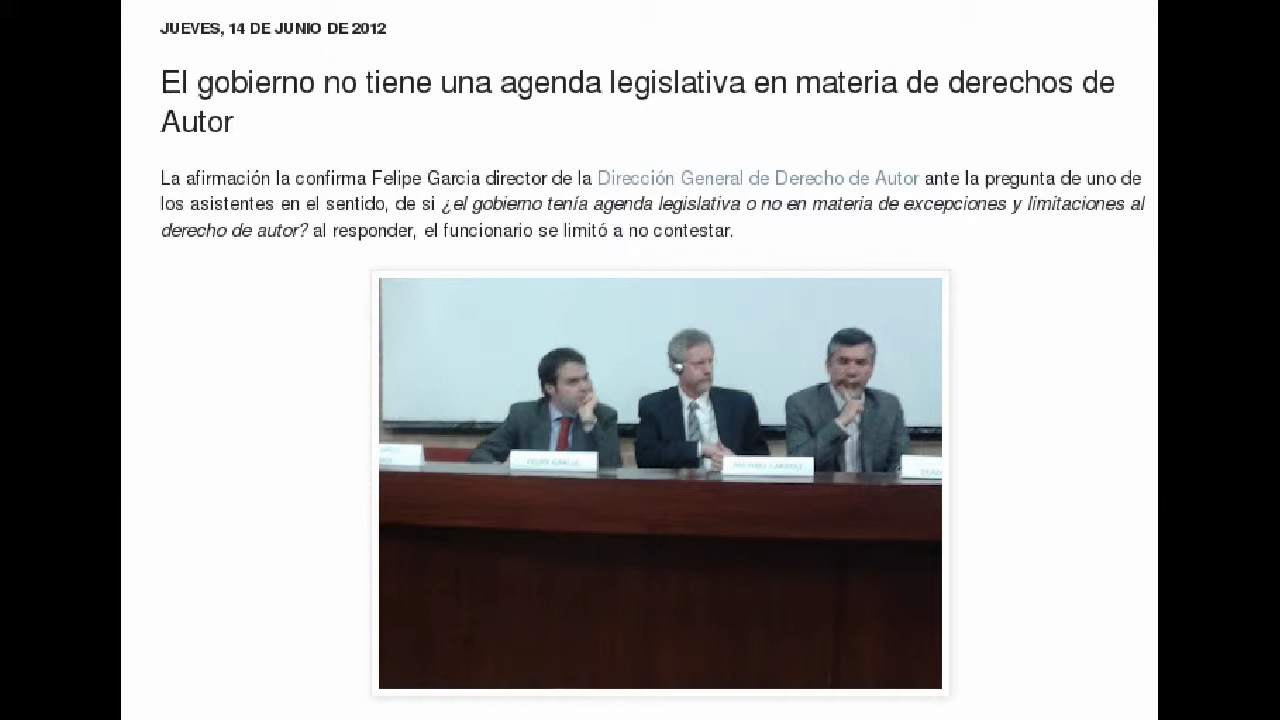 JUEVES, 14 DE JUNIO DE 2012
El gobierno no tiene una agenda legislativa en materia de derechos de
Autor
La afirmación la confirma Felipe Garcia director de la Dirección General de Derecho de Autor ante la pregunta de uno de
los asistentes en el sentido, de si ¿el gobierno tenía agenda legislativa o no en materia de excepciones y limitaciones al
derecho de autor? al responder, el funcionario se limitó a no contestar.
FELIPE GARCIA